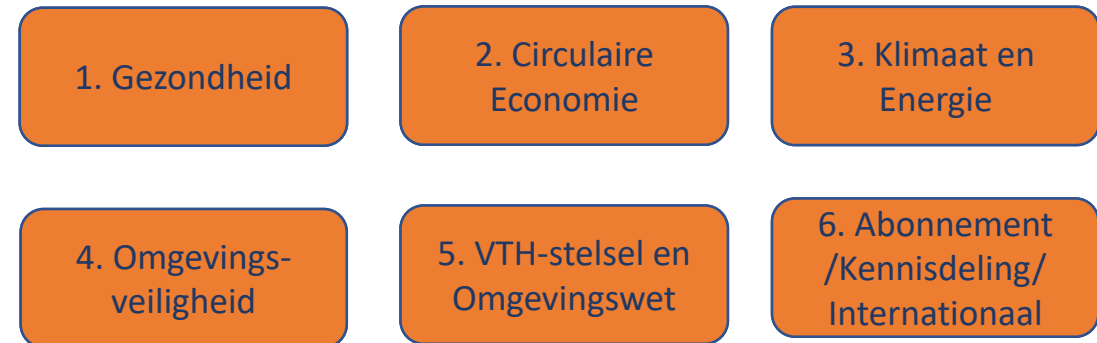 1. Gezondheid
2. Circulaire
Economie
3. Klimaat en
Energie
4. Omgevings-
veiligheid
5. VTH-stelsel en
Omgevingswet
6. Abonnement
/Kennisdeling/
Internationaal